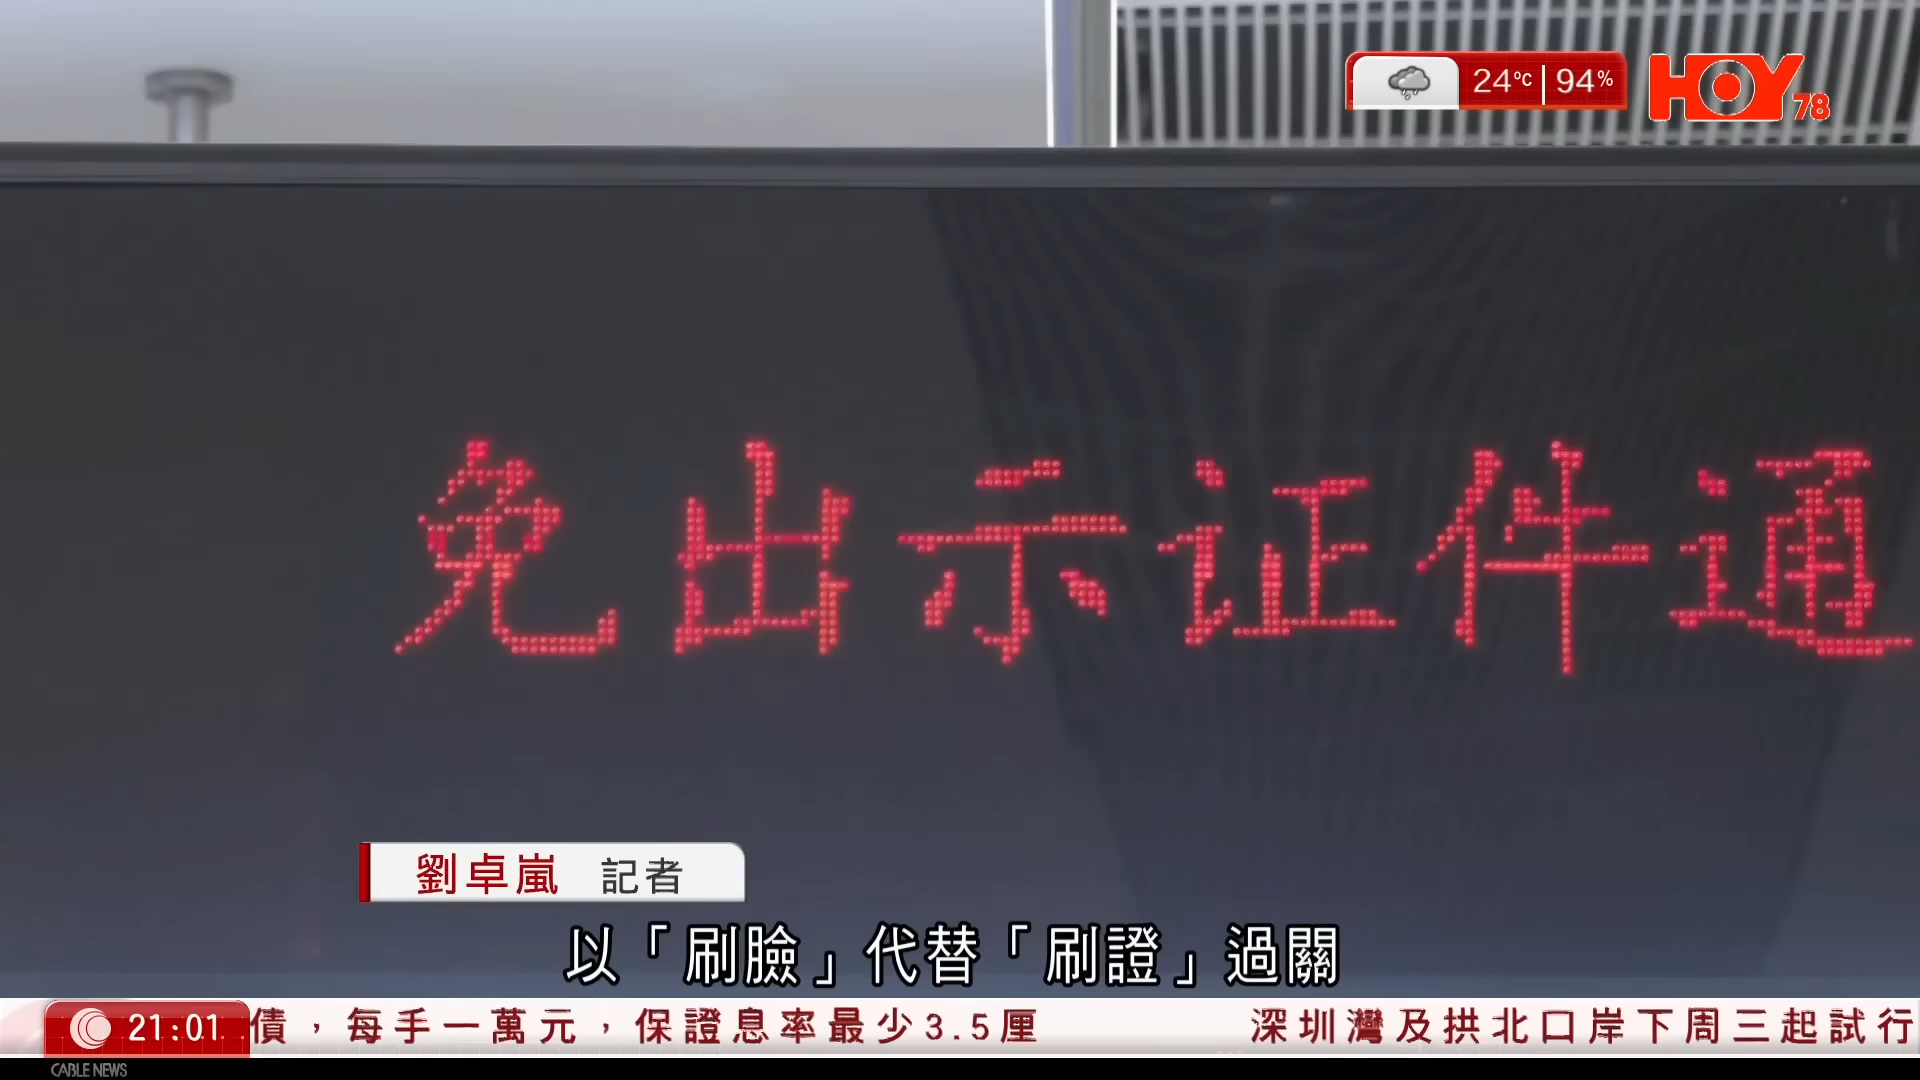 24°C 94%
HOY 78
免出示证件通
劉卓嵐 記者
以「刷臉」代替「刷證」過關
21:01 債，每手一萬元，保證息率最少3.5厘 深圳灣及拱北口岸下周三起試行
CABLE NEWS